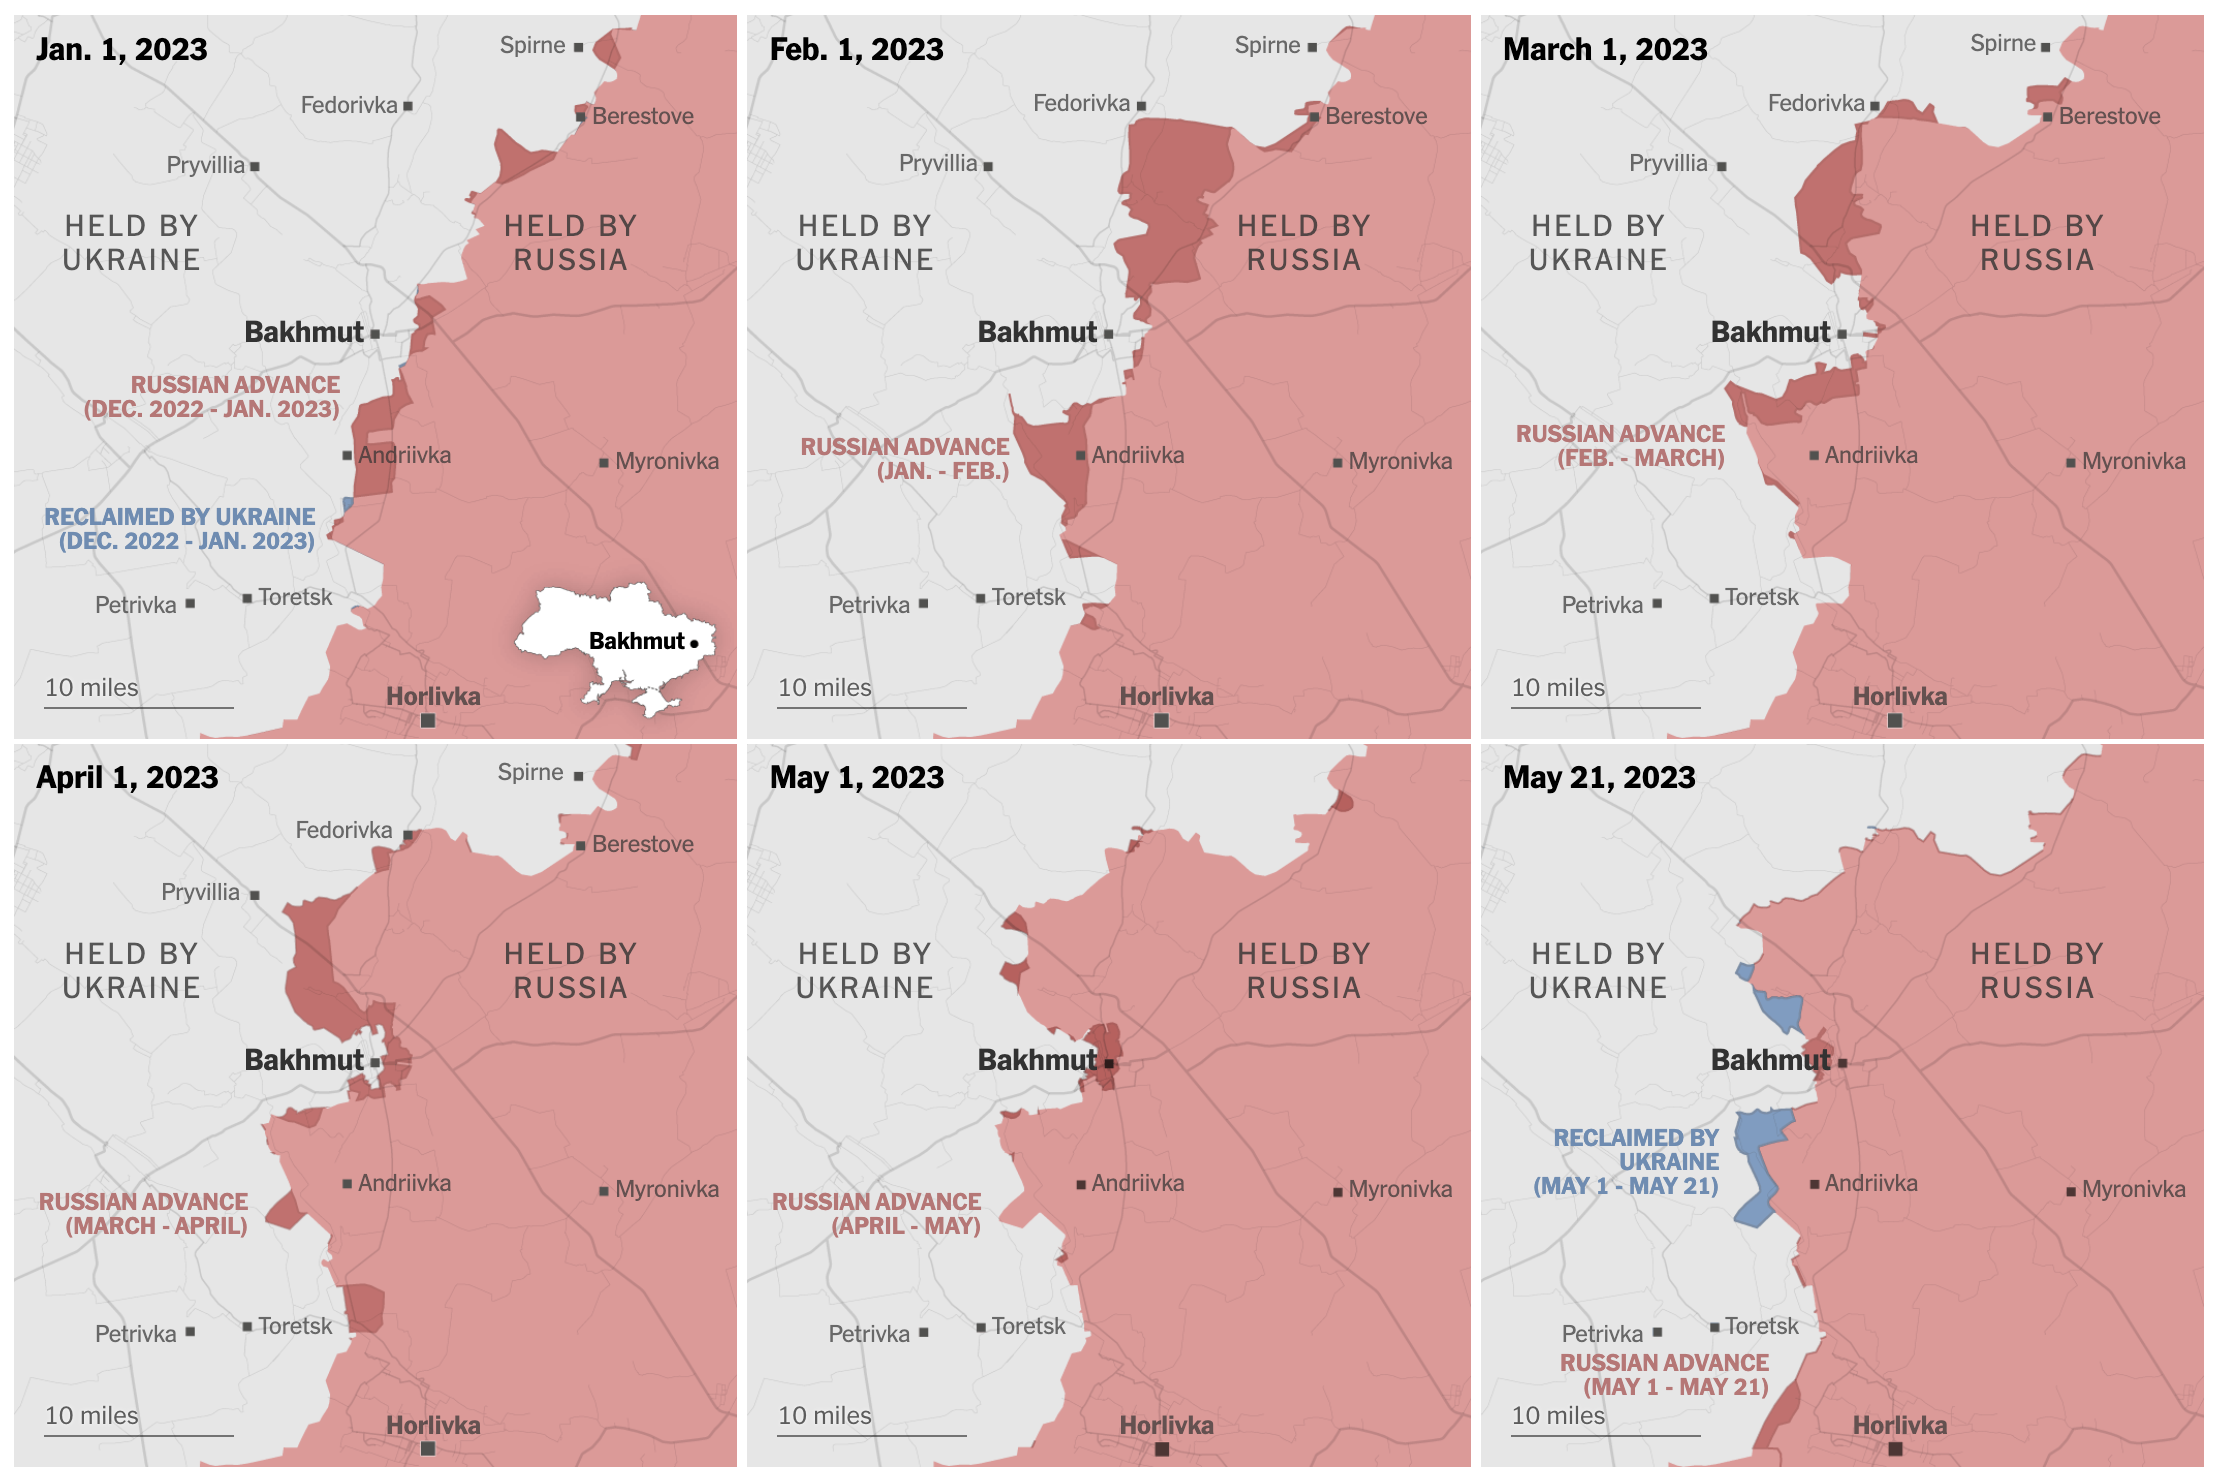 Jan. 1, 2023
Spirne
Fedorivka
Berestove
Pryvillia
HELD BY
UKRAINE
HELD BY
RUSSIA
Bakhmut
RUSSIAN ADVANCE
(DEC. 2022 - JAN. 2023)
Andriivka
Myronivka
RECLAIMED BY UKRAINE
(DEC. 2022 - JAN. 2023)
Petrivka
Toretsk
Bakhmut
10 miles
Horlivka
Feb. 1, 2023
Spirne
Fedorivka
Berestove
Pryvillia
HELD BY
UKRAINE
HELD BY
RUSSIA
Bakhmut
RUSSIAN ADVANCE
(JAN. - FEB.)
Andriivka
Myronivka
Petrivka
Toretsk
10 miles
Horlivka
March 1, 2023
Spirne
Fedorivka
Berestove
Pryvillia
HELD BY
UKRAINE
HELD BY
RUSSIA
Bakhmut
RUSSIAN ADVANCE
(FEB. - MARCH)
Andriivka
Myronivka
Petrivka
Toretsk
10 miles
Horlivka
April 1, 2023
Spirne
Fedorivka
Berestove
Pryvillia
HELD BY
UKRAINE
HELD BY
RUSSIA
Bakhmut
Andriivka
Myronivka
RUSSIAN ADVANCE
(MARCH - APRIL)
Petrivka
Toretsk
10 miles
Horlivka
May 1, 2023
HELD BY
UKRAINE
HELD BY
RUSSIA
Bakhmut
Andriivka
Myronivka
RUSSIAN ADVANCE
(APRIL - MAY)
Petrivka
Toretsk
10 miles
Horlivka
May 21, 2023
HELD BY
UKRAINE
HELD BY
RUSSIA
Bakhmut
RECLAIMED BY
UKRAINE
(MAY 1 - MAY 21)
Andriivka
Myronivka
Petrivka
Toretsk
RUSSIAN ADVANCE
(MAY 1 - MAY 21)
10 miles
Horlivka